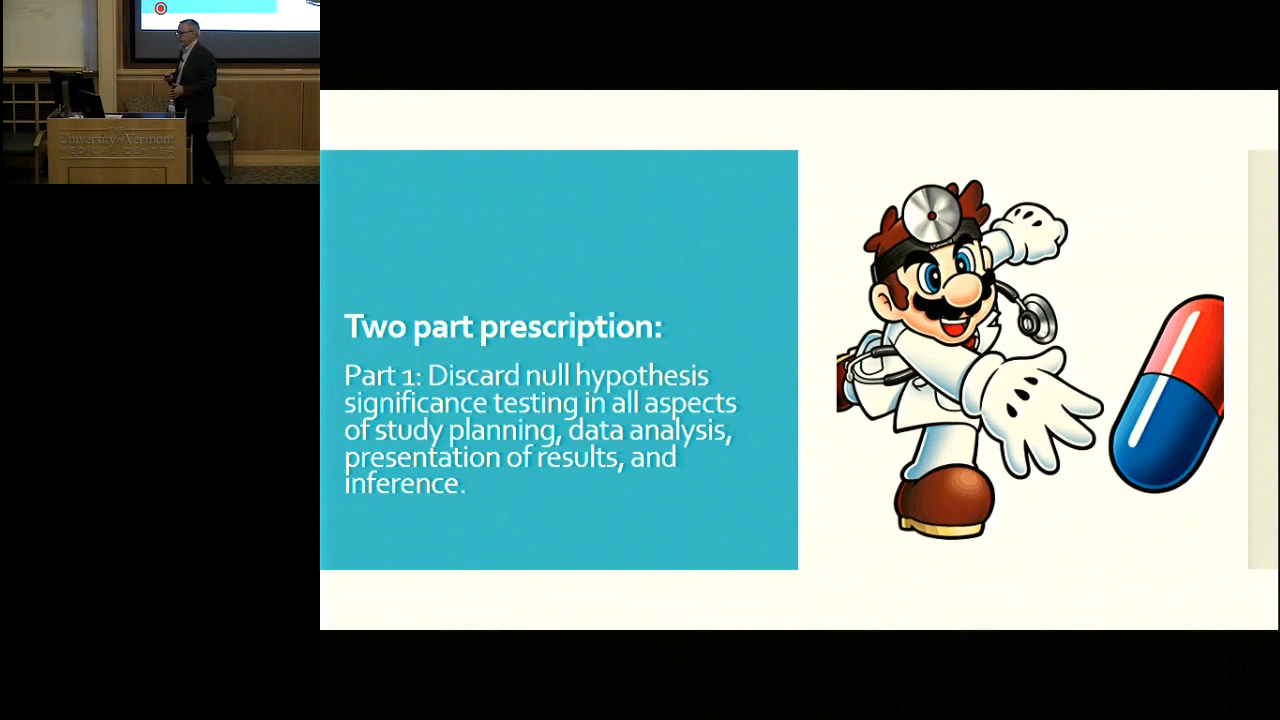 THE
University of Vermont
MEDICAL CENTER
Two part prescription:
Part 1: Discard null hypothesis
significance testing in all aspects
of study planning, data analysis,
presentation of results, and
inference.